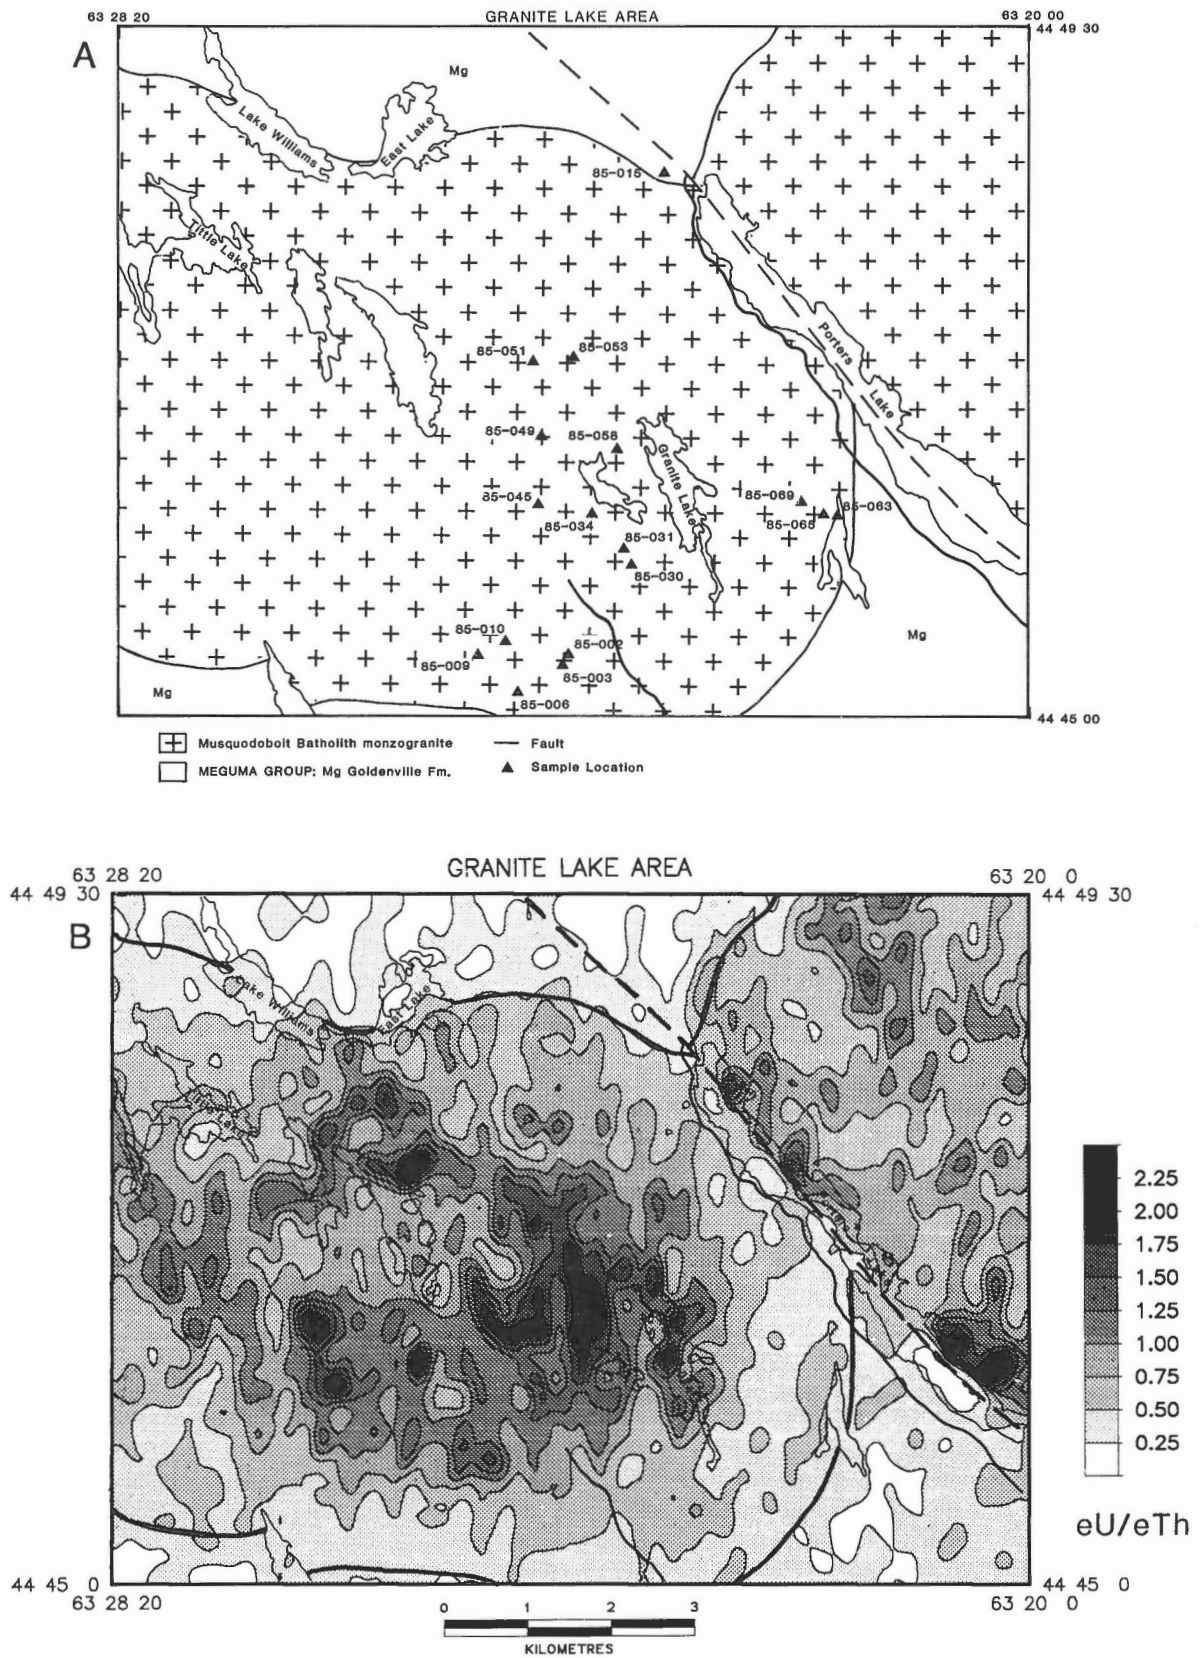 GRANITE LAKE AREA
63 28 20
63 20 00
44 49 30
A
Mg
Lake Williams
East Lake
85-015
Tittle Lake
Porters Lake
85-051
85-053
85-049
85-058
Granite Lake
85-045
85-034
85-069
85-065
85-063
85-031
85-030
85-010
85-002
85-009
85-003
85-006
Mg
Mg
44 45 00
Musquodoboit Batholith monzogranite
Fault
MEGUMA GROUP: Mg Goldenville Fm.
Sample Location
GRANITE LAKE AREA
63 28 20
63 20 0
44 49 30
44 49 30
B
Lake Williams
East Lake
2.25
2.00
1.75
1.50
1.25
1.00
0.75
0.50
0.25
eU/eTh
44 45 0
44 45 0
63 28 20
63 20 0
0 1 2 3
KILOMETRES